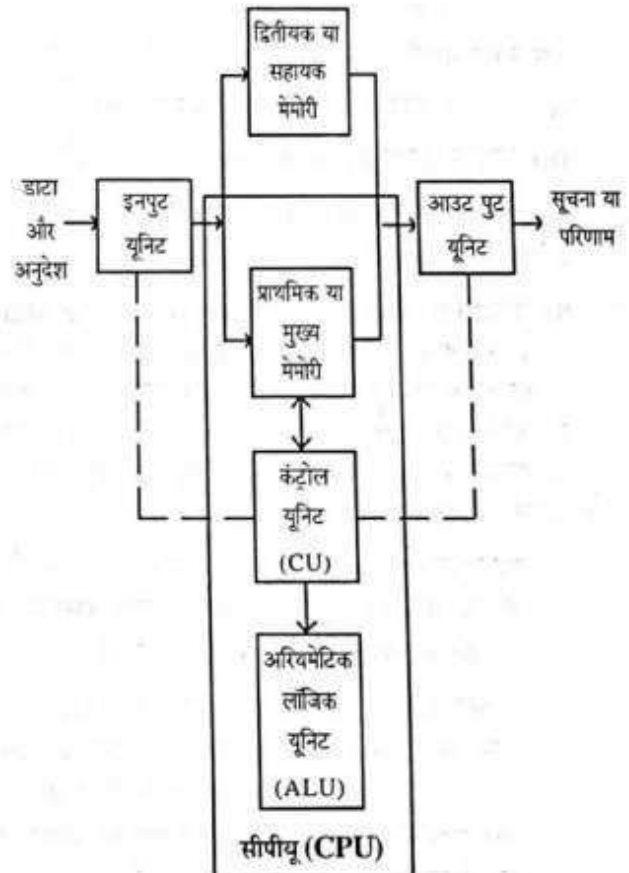 द्वितीयक या
सहायक
मेमोरी
डाटा
और
अनुदेश
इनपुट
यूनिट
आउट पुट
यूनिट
सूचना या
परिणाम
प्राथमिक या
मुख्य
मेमोरी
कंट्रोल
यूनिट
(CU)
अरिथमेटिक
लॉजिक
यूनिट
(ALU)
सीपीयू (CPU)